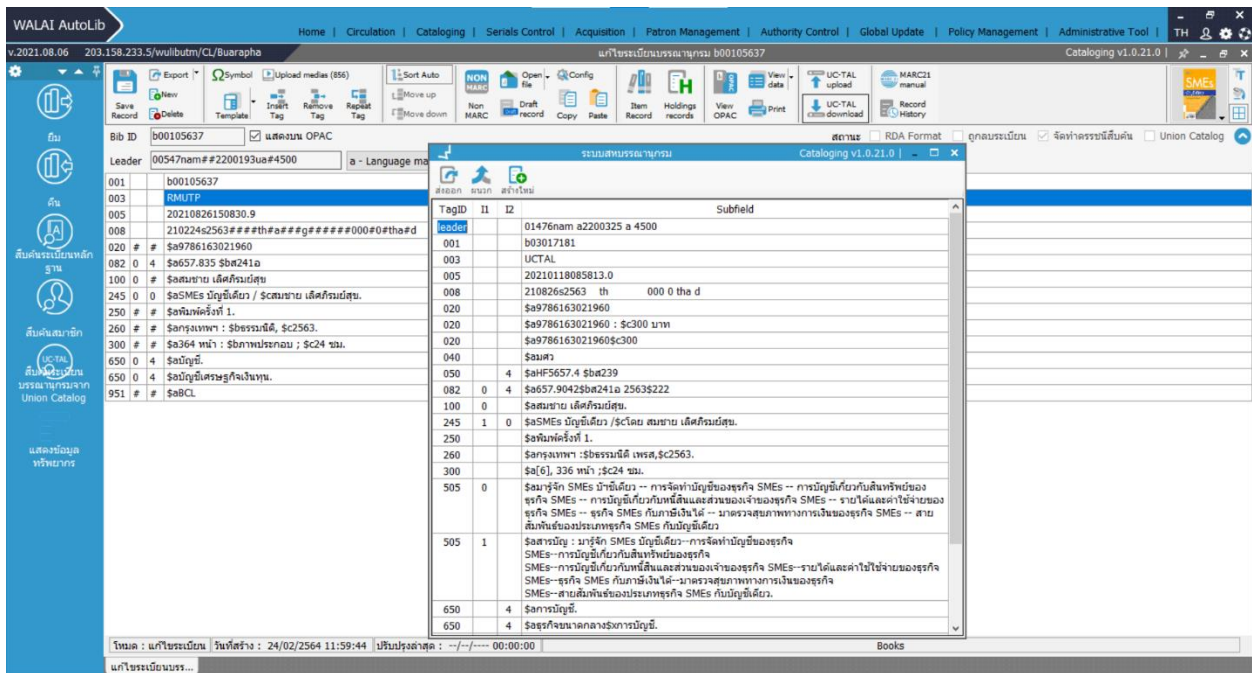 WALAI AutoLib
Home | Circulation | Cataloging | Serials Control | Acquisition | Patron Management | Authority Control | Global Update | Policy Management | Administrative Tool | TH
v.2021.08.06 203.158.233.5/wulibutm/CL/Buarapha
แก้ไขระเบียนบรรณานุกรม b00105637
Cataloging v1.0.21.0
Save Record
Export
New
Delete
Symbol
Upload medias (856)
Template
Insert Tag
Remove Tag
Repeat Tag
Sort Auto
Move up
Move down
NON MARC
Non MARC
Open file
Draft record
Config
Copy
Paste
Item Record
Holdings records
View OPAC
View data
Print
UC-TAL upload
UC-TAL download
MARC21 manual
Record History
SMEs
ยืม
คืน
สืบค้นระเบียนหลักฐาน
สืบค้นสมาชิก
UC-TAL
สืบค้นระเบียนบรรณานุกรมจาก Union Catalog
แสดงข้อมูลทรัพยากร
Bib ID b00105637 แสดงบน OPAC
สถานะ RDA Format ถูกลบระเบียน จัดทำดรรชนีสืบค้น Union Catalog
Leader 00547nam##2200193ua#4500 a - Language ma
001 b00105637
003 RMUTP
005 20210826150830.9
008 210224s2563####th#a###g######000#0#tha#d
020 # # $a9786163021960
082 0 4 $a657.835 $bส241อ
100 0 # $aสมชาย เลิศภิรมย์สุข
245 0 0 $aSMEs บัญชีเดียว / $cสมชาย เลิศภิรมย์สุข.
250 # # $aพิมพ์ครั้งที่ 1.
260 # # $aกรุงเทพฯ : $bธรรมนิติ, $c2563.
300 # # $a364 หน้า : $bภาพประกอบ ; $c24 ซม.
650 0 4 $aบัญชี.
650 0 4 $aบัญชีเศรษฐกิจเงินทุน.
951 # # $aBCL
ระบบสหบรรณานุกรม
Cataloging v1.0.21.0
ส่งออก ผนวก สร้างใหม่
TagID I1 I2 Subfield
leader 01476nam a2200325 a 4500
001 b03017181
003 UCTAL
005 20210118085813.0
008 210826s2563 th 000 0 tha d
020 $a9786163021960
020 $a9786163021960 : $c300 บาท
020 $a9786163021960$c300
040 $aมศว
050 4 $aHF5657.4 $bส239
082 0 4 $a657.9042$bส241อ 2563$222
100 0 $aสมชาย เลิศภิรมย์สุข.
245 1 0 $aSMEs บัญชีเดียว /$cโดย สมชาย เลิศภิรมย์สุข.
250 $aพิมพ์ครั้งที่ 1.
260 $aกรุงเทพฯ :$bธรรมนิติ เพรส,$c2563.
300 $a[6], 336 หน้า ;$c24 ซม.
505 0 $aมารู้จัก SMEs บัาชีเดียว -- การจัดทำบัญชีของธุรกิจ SMEs -- การบัญชีเกี่ยวกับสินทรัพย์ของ
ธุรกิจ SMEs -- การบัญชีเกี่ยวกับหนี้สินและส่วนของเจ้าของธุรกิจ SMEs -- รายได้และค่าใช้จ่ายของ
ธุรกิจ SMEs -- ธุรกิจ SMEs กับภาษีเงินได้ -- มาตรวจสุขภาพทางการเงินของธุรกิจ SMEs -- สาย
สัมพันธ์ของประเภทธุรกิจ SMEs กับบัญชีเดียว
505 1 $aสารบัญ : มารู้จัก SMEs บัญชีเดียว--การจัดทำบัญชีของธุรกิจ
SMEs--การบัญชีเกี่ยวกับสินทรัพย์ของธุรกิจ
SMEs--การบัญชีเกี่ยวกับหนี้สินและส่วนของเจ้าของธุรกิจ SMEs--รายได้และค่าใช้ใช้จ่ายของธุรกิจ
SMEs--ธุรกิจ SMEs กับภาษีเงินได้--มาตรวจสุขภาพทางการเงินของธุรกิจ
SMEs--สายสัมพันธ์ของประเภทธุรกิจ SMEs กับบัญชีเดียว.
650 4 $aการบัญชี.
650 4 $aธุรกิจขนาดกลาง$xการบัญชี.
โหมด : แก้ไขระเบียน วันที่สร้าง : 24/02/2564 11:59:44 ปรับปรุงล่าสุด : --/--/---- 00:00:00 Books
แก้ไขระเบียนบรร...